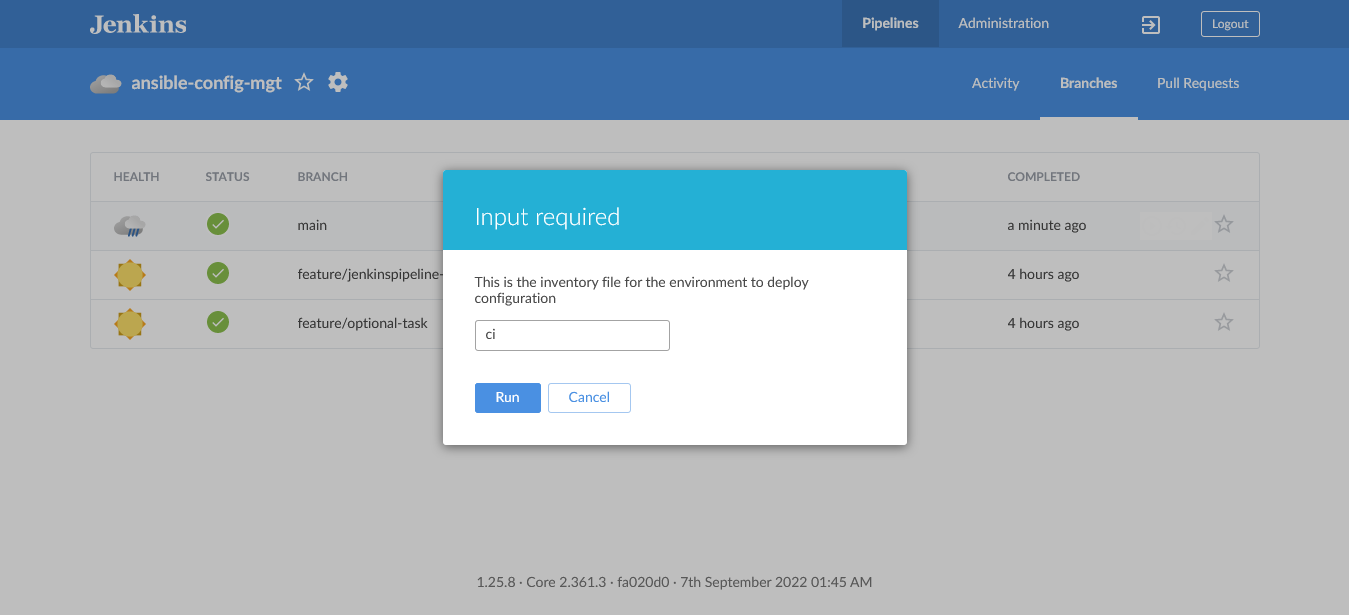 Jenkins
Pipelines
Administration
Logout
ansible-config-mgt
Activity
Branches
Pull Requests
HEALTH STATUS BRANCH COMPLETED
main a minute ago
feature/jenkinspipeline- 4 hours ago
feature/optional-task 4 hours ago
Input required
This is the inventory file for the environment to deploy
configuration
ci
Run Cancel
1.25.8 · Core 2.361.3 · fa020d0 · 7th September 2022 01:45 AM